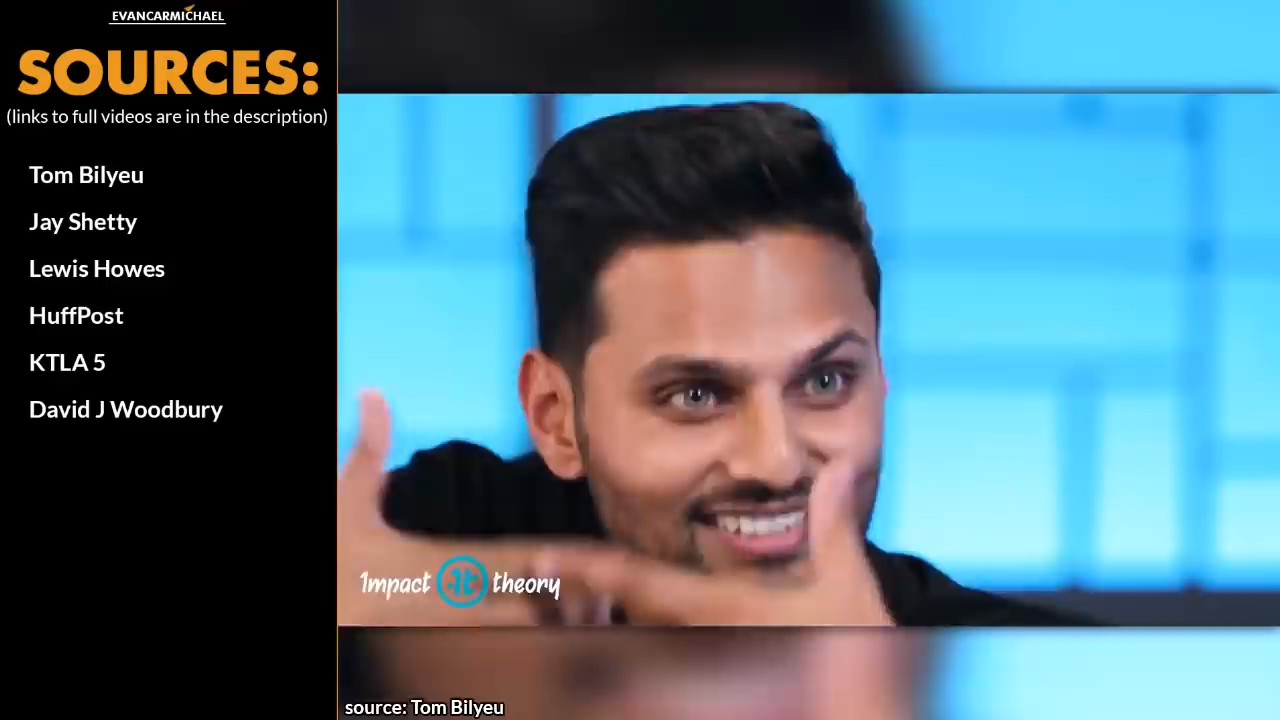 EVANCARMICHAEL
SOURCES:
(links to full videos are in the description)
Tom Bilyeu
Jay Shetty
Lewis Howes
HuffPost
KTLA 5
David J Woodbury
Impact it theory
source: Tom Bilyeu